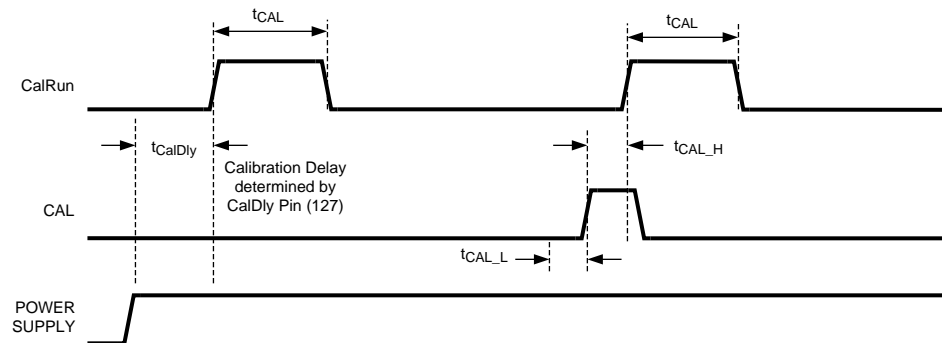 tCAL
tCAL
CalRun
tCalDly
tCAL_H
Calibration Delay
determined by
CalDly Pin (127)
CAL
tCAL_L
POWER
SUPPLY